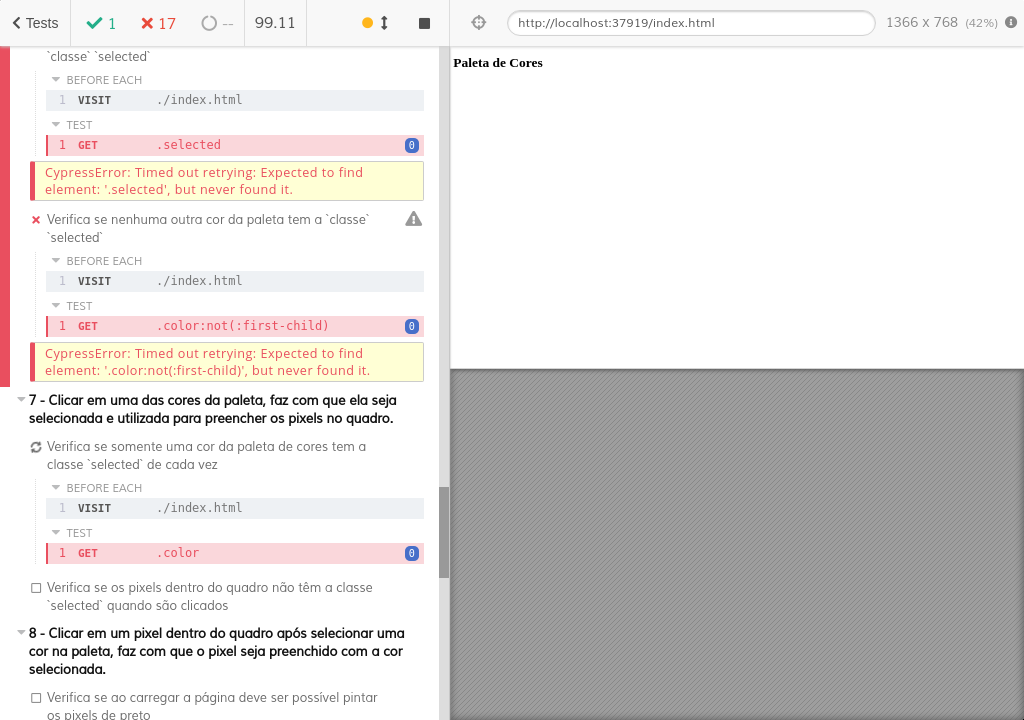 Tests
1
17
--
99.11
http://localhost:37919/index.html
1366 x 768 (42%)
`classe` `selected`
BEFORE EACH
1 VISIT ./index.html
TEST
1 GET .selected 0
CypressError: Timed out retrying: Expected to find
element: '.selected', but never found it.
Verifica se nenhuma outra cor da paleta tem a `classe`
`selected`
BEFORE EACH
1 VISIT ./index.html
TEST
1 GET .color:not(:first-child) 0
CypressError: Timed out retrying: Expected to find
element: '.color:not(:first-child)', but never found it.
7 - Clicar em uma das cores da paleta, faz com que ela seja
selecionada e utilizada para preencher os pixels no quadro.
Verifica se somente uma cor da paleta de cores tem a
classe `selected` de cada vez
BEFORE EACH
1 VISIT ./index.html
TEST
1 GET .color 0
Verifica se os pixels dentro do quadro não têm a classe
`selected` quando são clicados
8 - Clicar em um pixel dentro do quadro após selecionar uma
cor na paleta, faz com que o pixel seja preenchido com a cor
selecionada.
Verifica se ao carregar a página deve ser possível pintar
os pixels de preto
Paleta de Cores